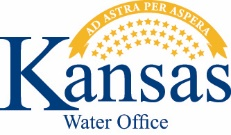 AD ASTRA PER ASPERA
Kansas
Water Office